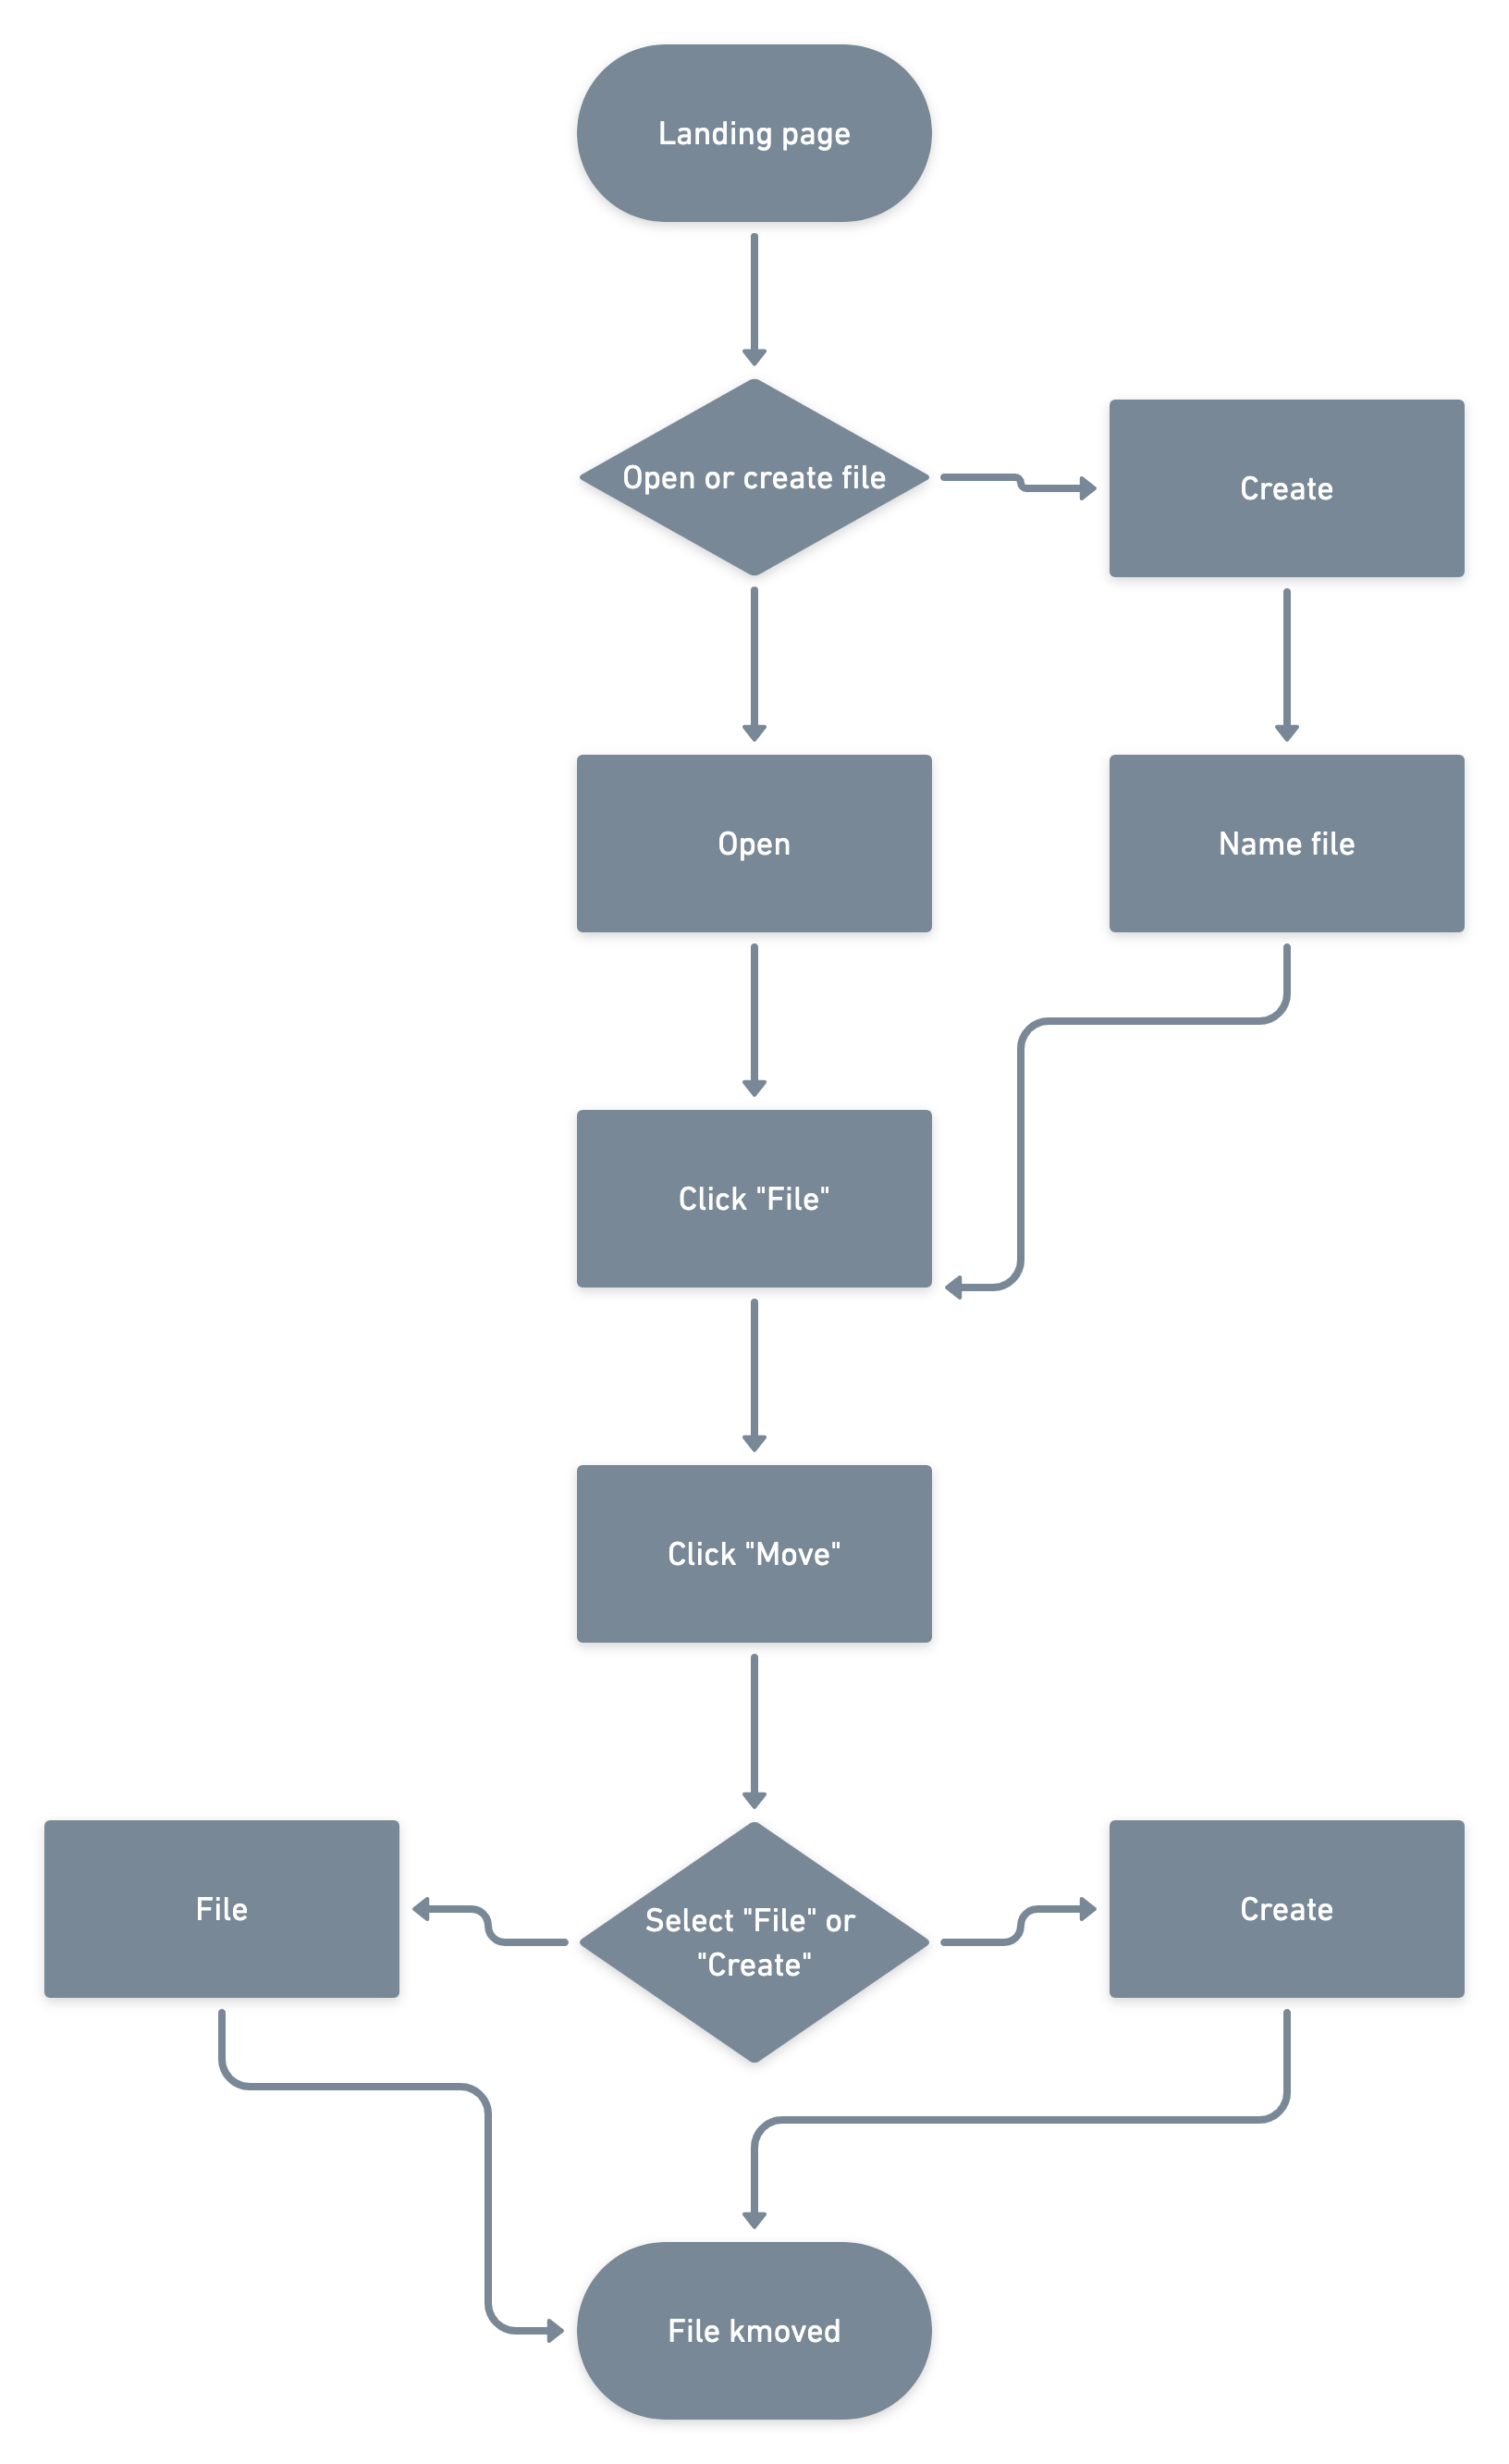 Landing page
Open or create file
Create
Open
Name file
Click "File"
Click "Move"
File
Select "File" or
"Create"
Create
File kmoved